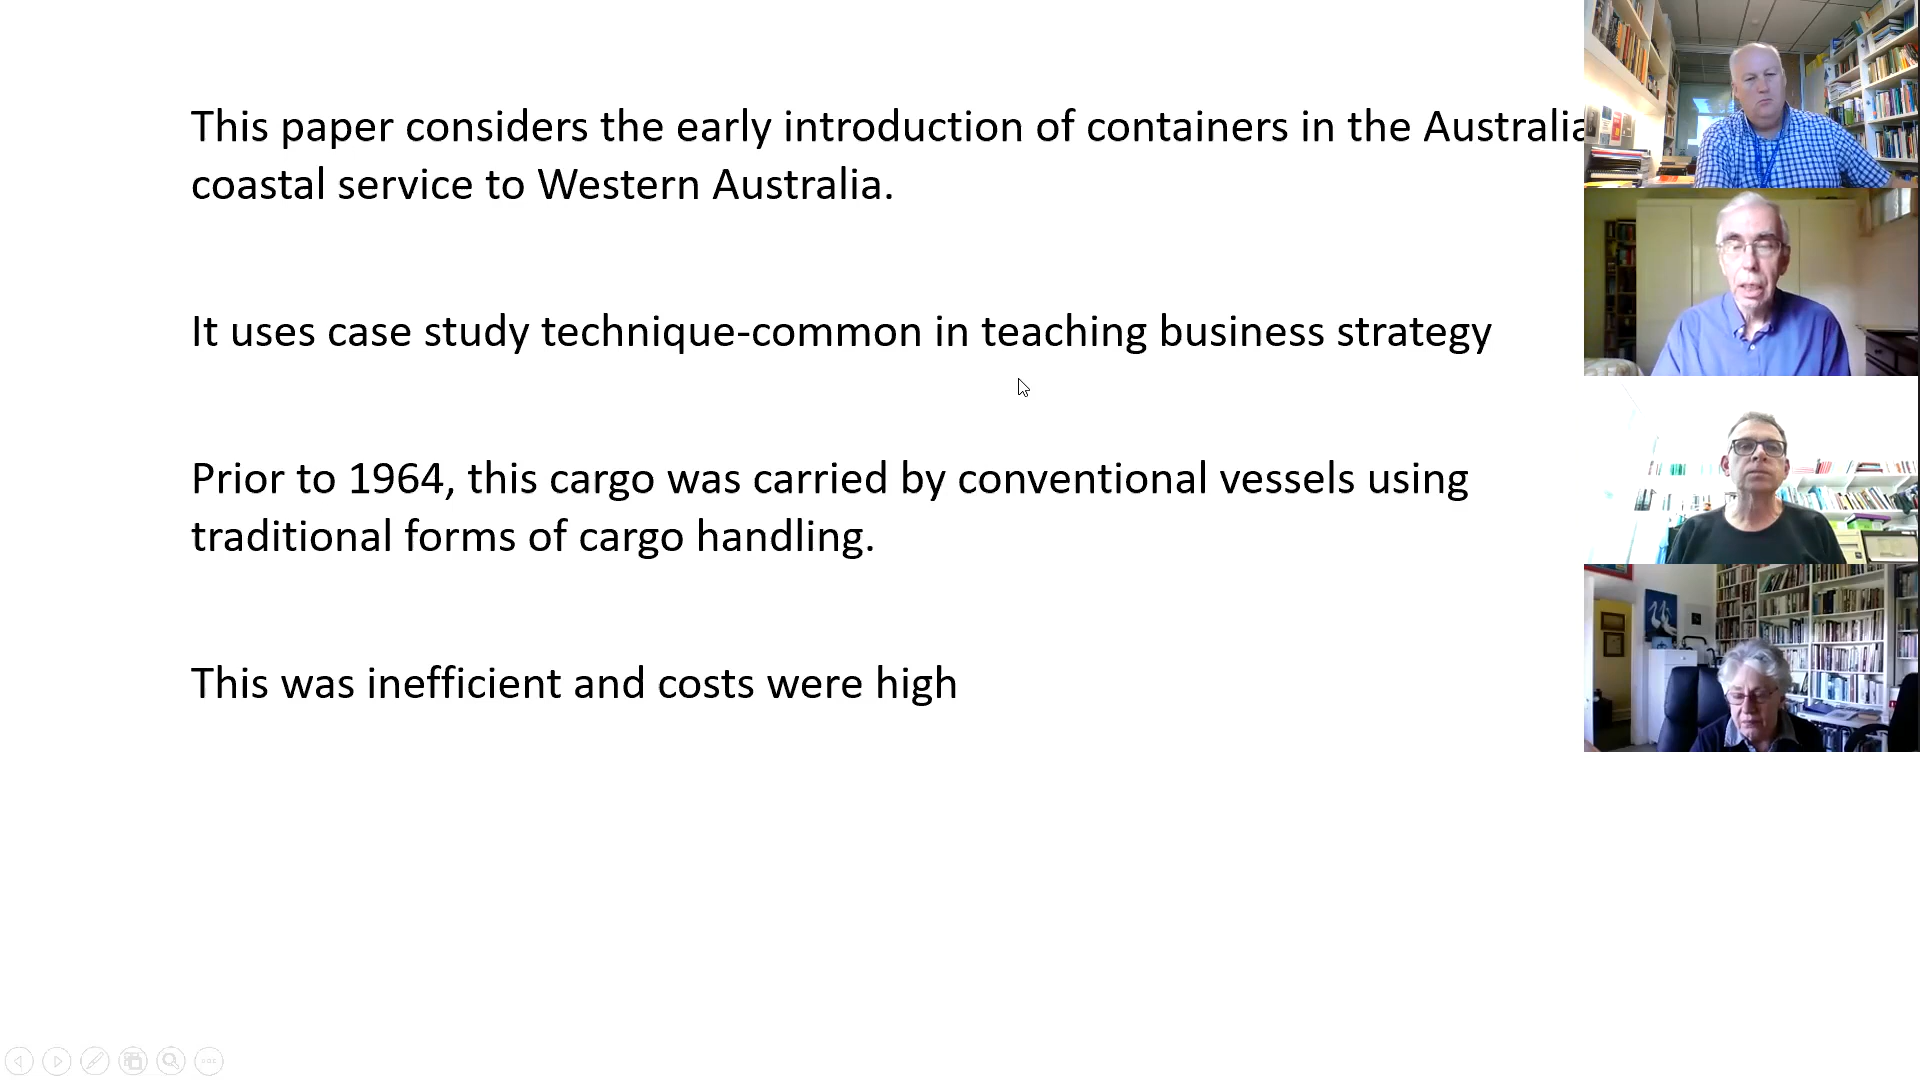 This paper considers the early introduction of containers in the Australia
coastal service to Western Australia.
It uses case study technique-common in teaching business strategy
Prior to 1964, this cargo was carried by conventional vessels using
traditional forms of cargo handling.
This was inefficient and costs were high